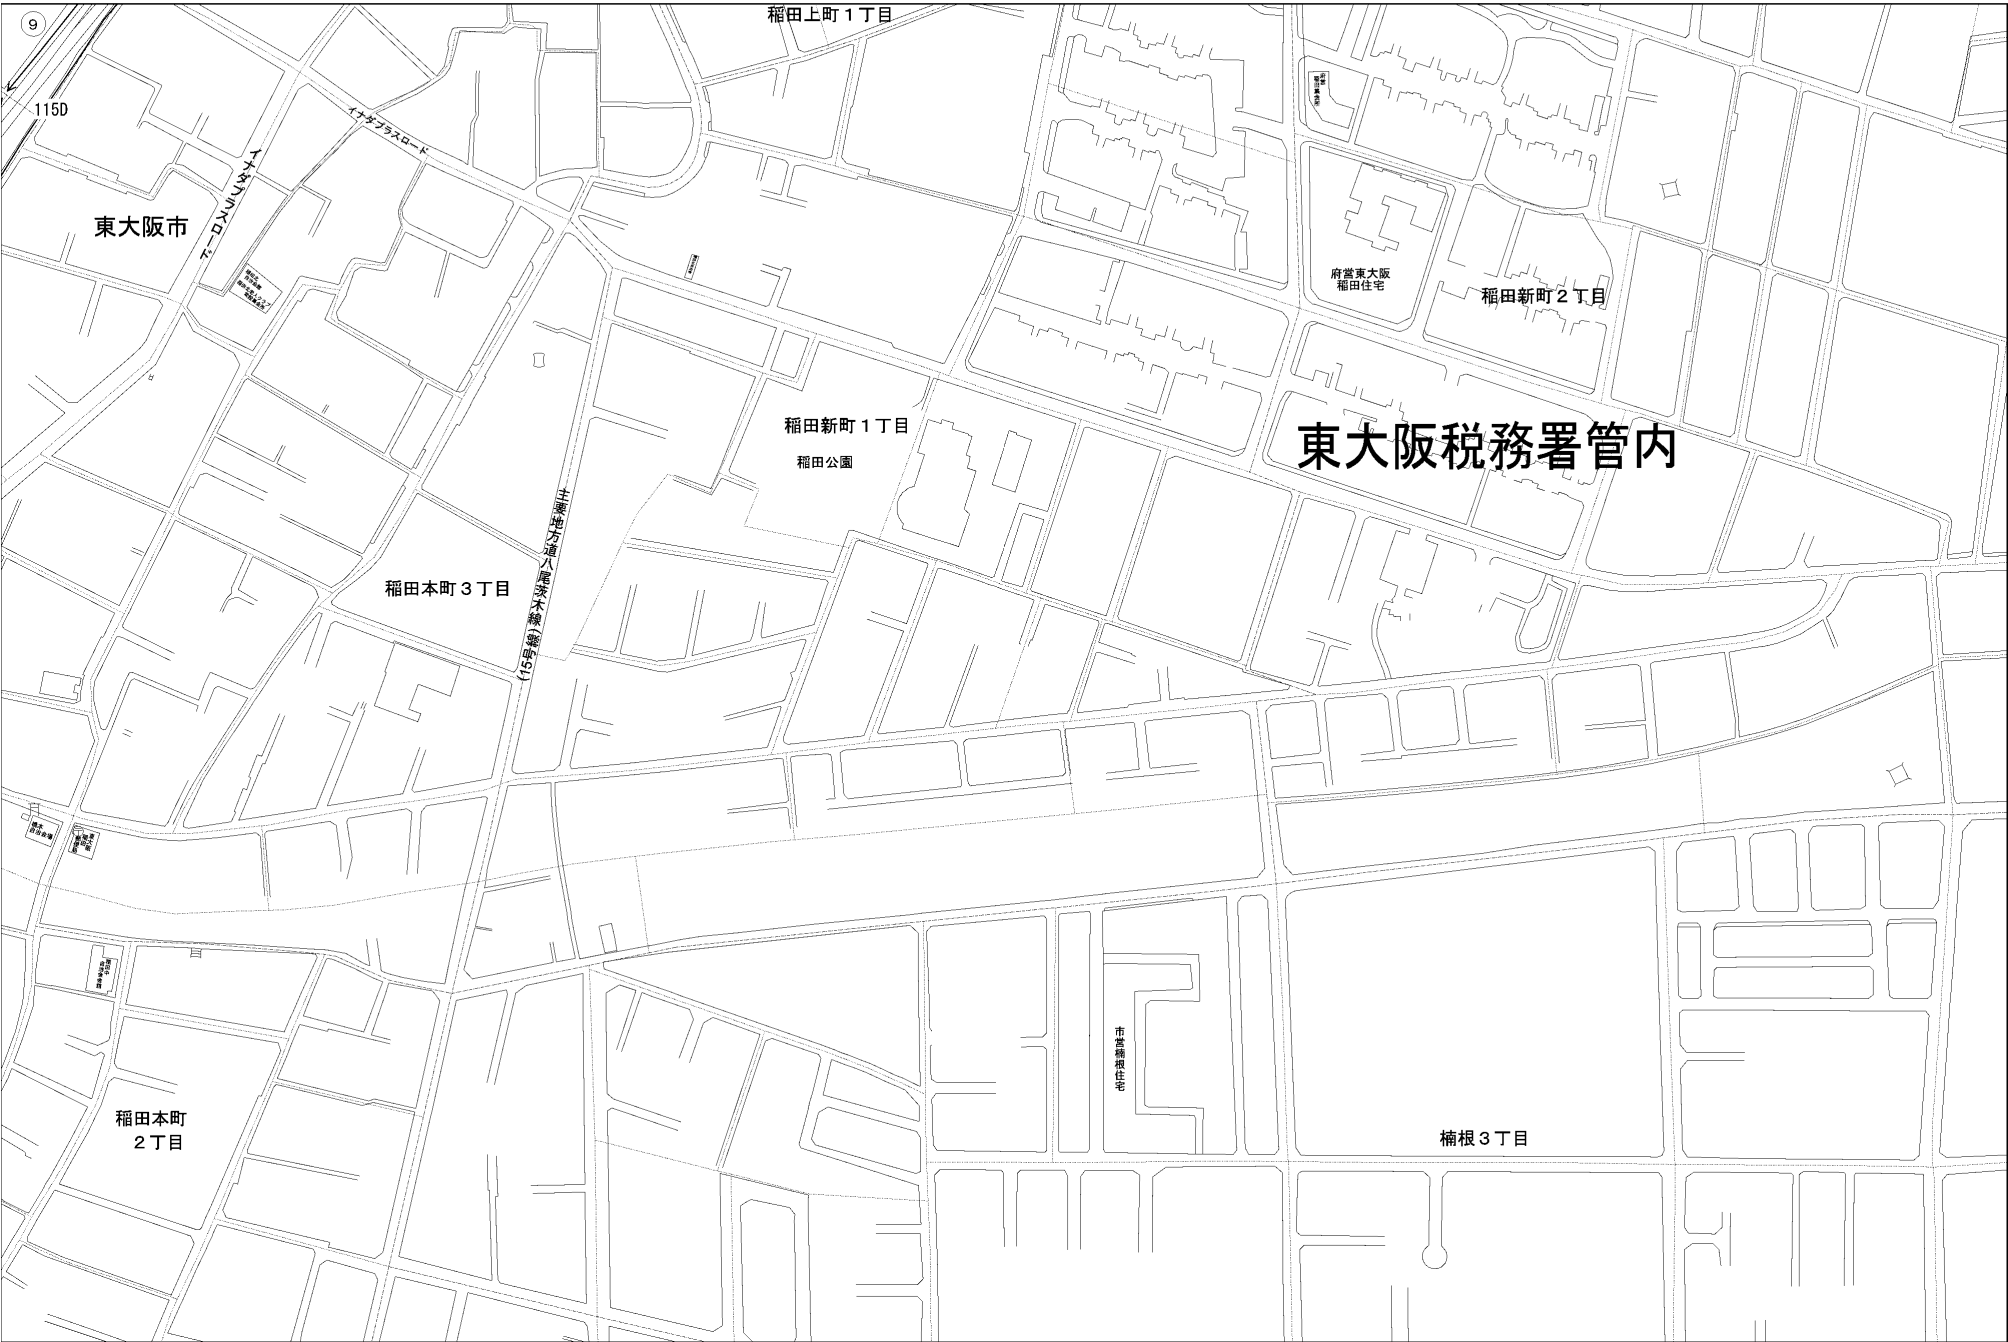 ⑨
稲田上町１丁目
115D
イナダプラスロード
イナダプラスロード
東大阪市
府営東大阪
稲田住宅
稲田新町２丁目
稲田新町１丁目
稲田公園
東大阪税務署管内
主要地方道八尾茨木線
(15号線)
稲田本町３丁目
市営楠根住宅
稲田本町
２丁目
楠根３丁目